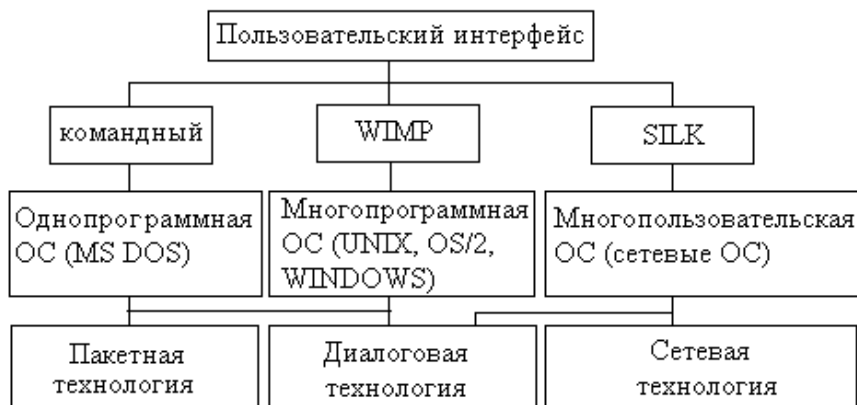 Пользовательский интерфейс
командный
WIMP
SILK
Однопрограммная
ОС (MS DOS)
Многопрограммная
ОС (UNIX, OS/2,
WINDOWS)
Многопользовательская
ОС (сетевые ОС)
Пакетная
технология
Диалоговая
технология
Сетевая
технология